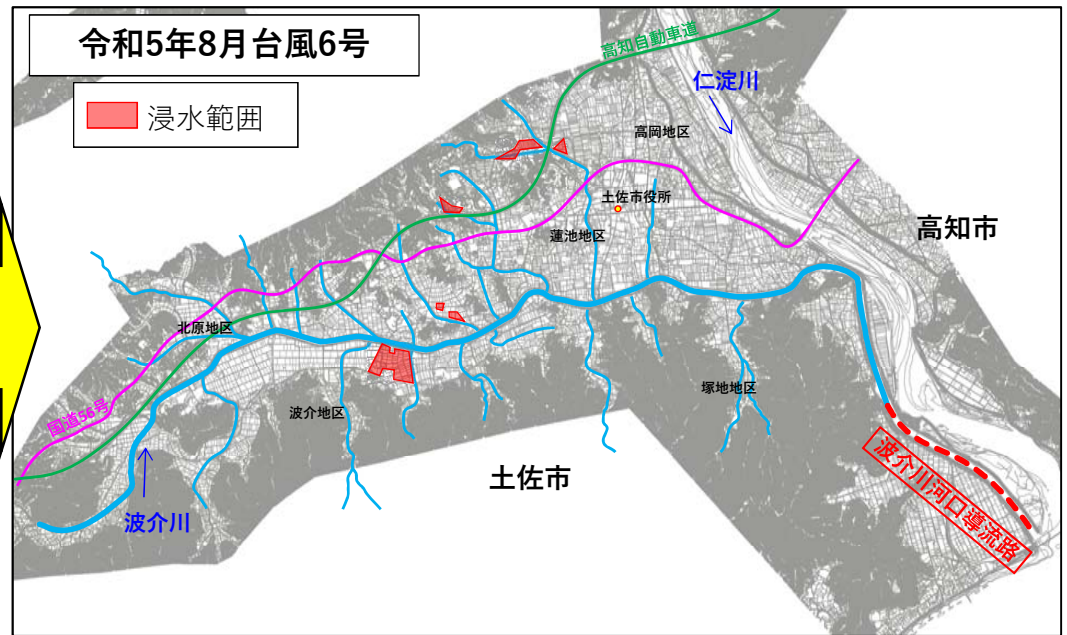 令和5年8月台風6号
浸水範囲
高知自動車道
仁淀川
高岡地区
土佐市役所
高知市
蓮池地区
北原地区
国道56号
波介地区
塚地地区
土佐市
波介川
波介川河口導流路